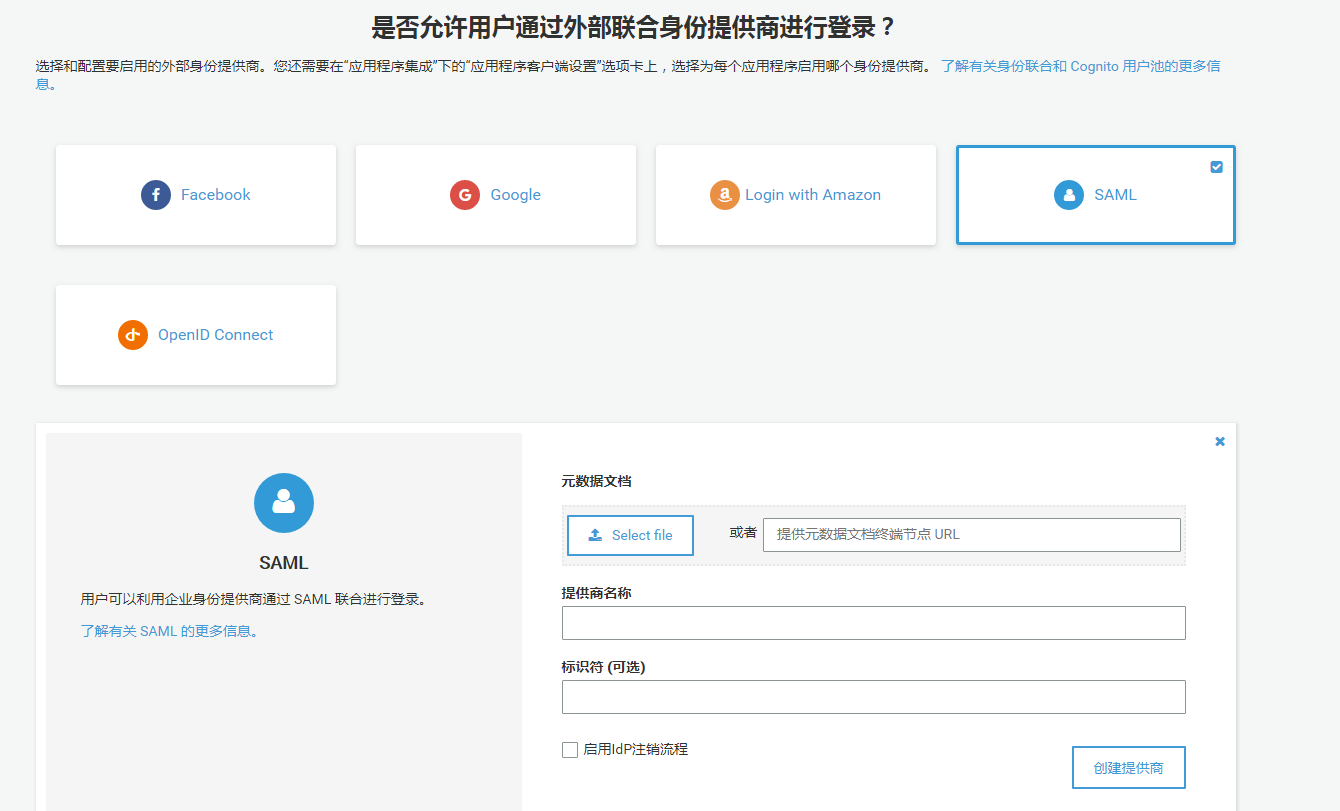 是否允许用户通过外部联合身份提供商进行登录？
选择和配置要启用的外部身份提供商。您还需要在“应用程序集成”下的“应用程序客户端设置”选项卡上，选择为每个应用程序启用哪个身份提供商。 了解有关身份联合和 Cognito 用户池的更多信
息。
Facebook
Google
Login with Amazon
SAML
OpenID Connect
SAML
用户可以利用企业身份提供商通过 SAML 联合进行登录。
了解有关 SAML 的更多信息。
元数据文档
Select file 或者 提供元数据文档终端节点 URL
提供商名称
标识符 (可选)
启用IdP注销流程
创建提供商